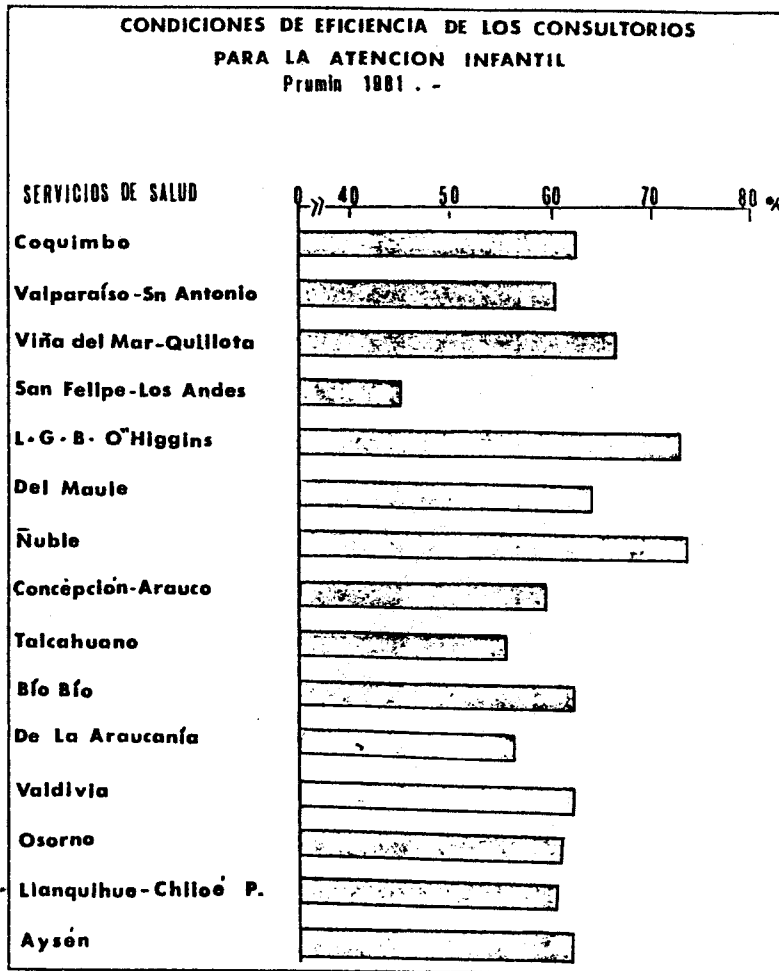 CONDICIONES DE EFICIENCIA DE LOS CONSULTORIOS
PARA LA ATENCION INFANTIL
Prumin 1981 . -
SERVICIOS DE SALUD 0 40 50 60 70 80 %
Coquimbo
Valparaíso-Sn Antonio
Viña del Mar-Quillota
San Felipe-Los Andes
L.G.B. O"Higgins
Del Maule
Ñuble
Concepción-Arauco
Talcahuano
Bío Bío
De La Araucanía
Valdivia
Osorno
Llanquihue-Chiloé P.
Aysén